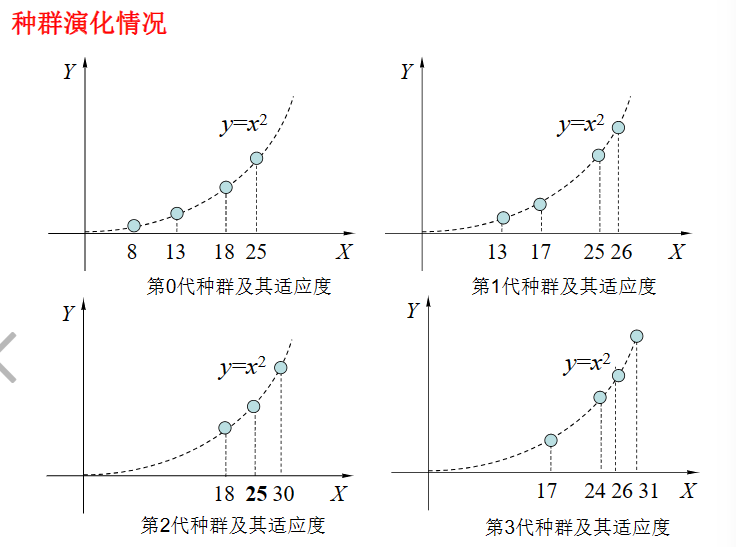 种群演化情况
Y
y=x²
8 13 18 25 X
第0代种群及其适应度
Y
y=x²
13 17 25 26 X
第1代种群及其适应度
Y
y=x²
18 25 30 X
第2代种群及其适应度
Y
y=x²
17 24 26 31 X
第3代种群及其适应度